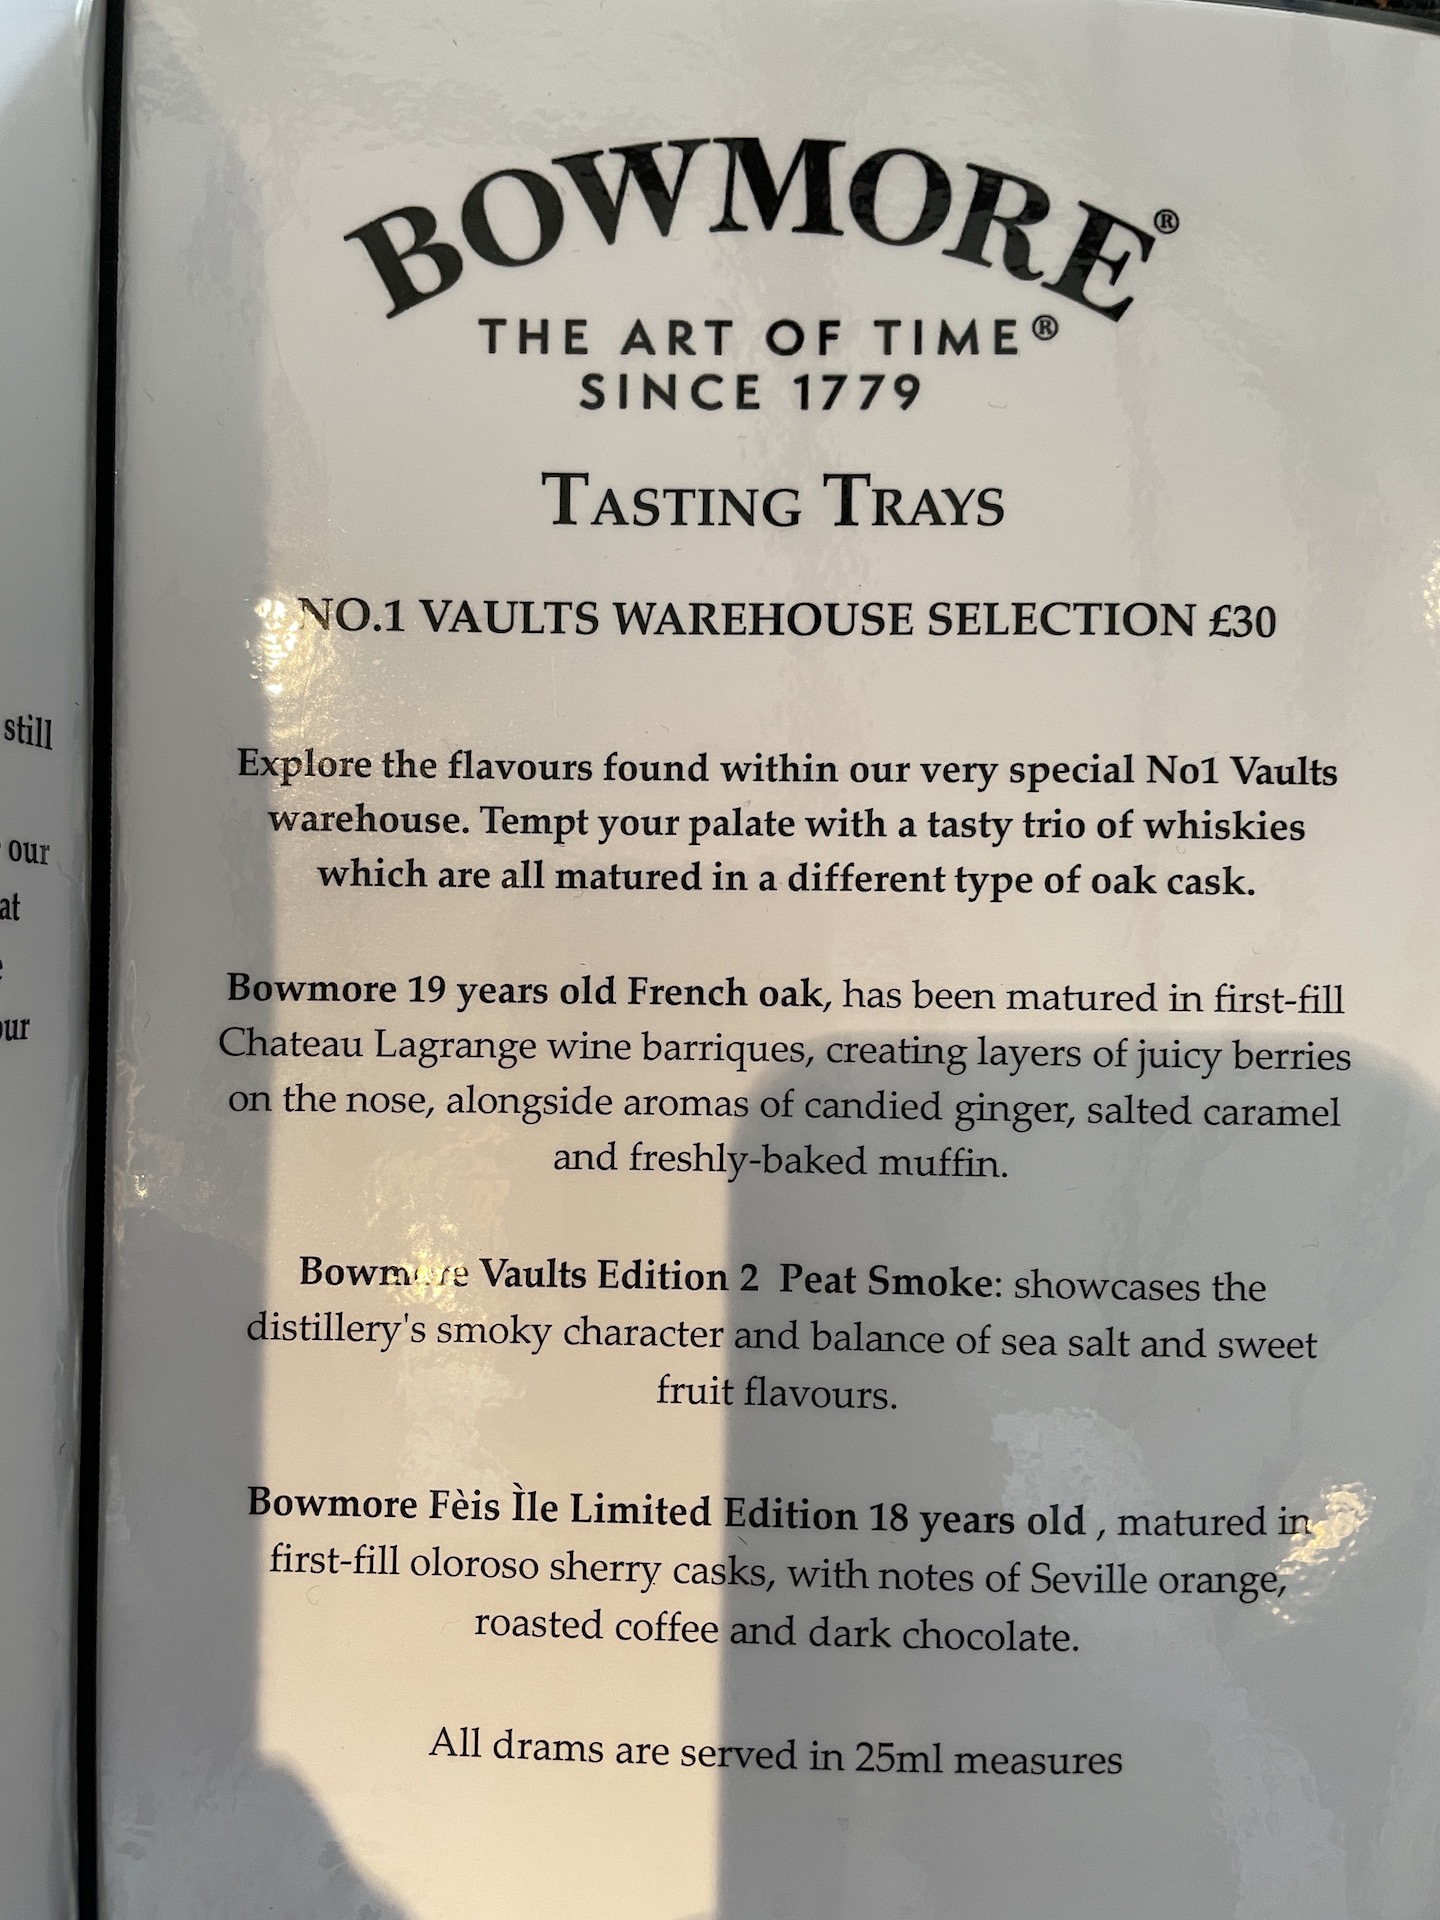 BOWMORE®
THE ART OF TIME®
SINCE 1779
TASTING TRAYS
NO.1 VAULTS WAREHOUSE SELECTION £30
Explore the flavours found within our very special No1 Vaults
warehouse. Tempt your palate with a tasty trio of whiskies
which are all matured in a different type of oak cask.
Bowmore 19 years old French oak, has been matured in first-fill
Chateau Lagrange wine barriques, creating layers of juicy berries
on the nose, alongside aromas of candied ginger, salted caramel
and freshly-baked muffin.
Bowmore Vaults Edition 2 Peat Smoke: showcases the
distillery's smoky character and balance of sea salt and sweet
fruit flavours.
Bowmore Fèis Ìle Limited Edition 18 years old , matured in
first-fill oloroso sherry casks, with notes of Seville orange,
roasted coffee and dark chocolate.
All drams are served in 25ml measures
still
our